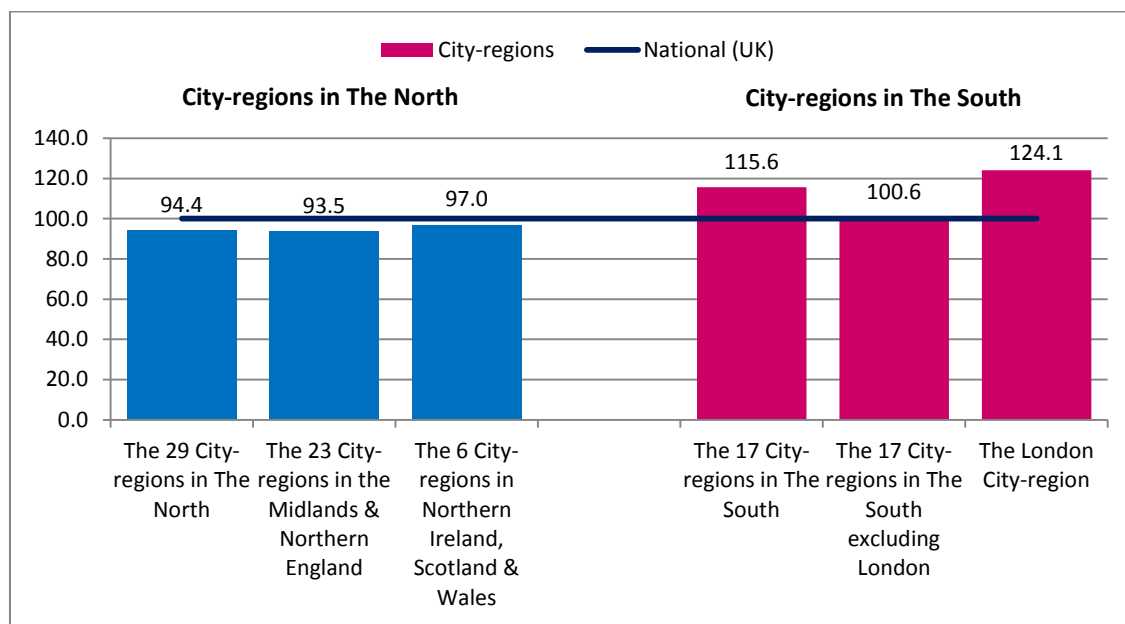 City-regions
National (UK)
City-regions in The North
City-regions in The South
140.0
120.0
100.0
80.0
60.0
40.0
20.0
0.0
94.4
93.5
97.0
115.6
100.6
124.1
The 29 City-
regions in The
North
The 23 City-
regions in the
Midlands &
Northern
England
The 6 City-
regions in
Northern
Ireland,
Scotland &
Wales
The 17 City-
regions in The
South
The 17 City-
regions in The
South
excluding
London
The London
City-region